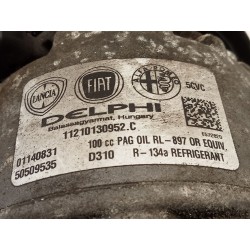 LANCIA
FIAT
ALFA ROMEO
5CVC
DELPHI
Balassagyarmat, Hungary
11210130952.C
01140831
50509535
100 cc PAG OIL RL-897 OR EQUIV.
D310 R-134a REFRIGERANT